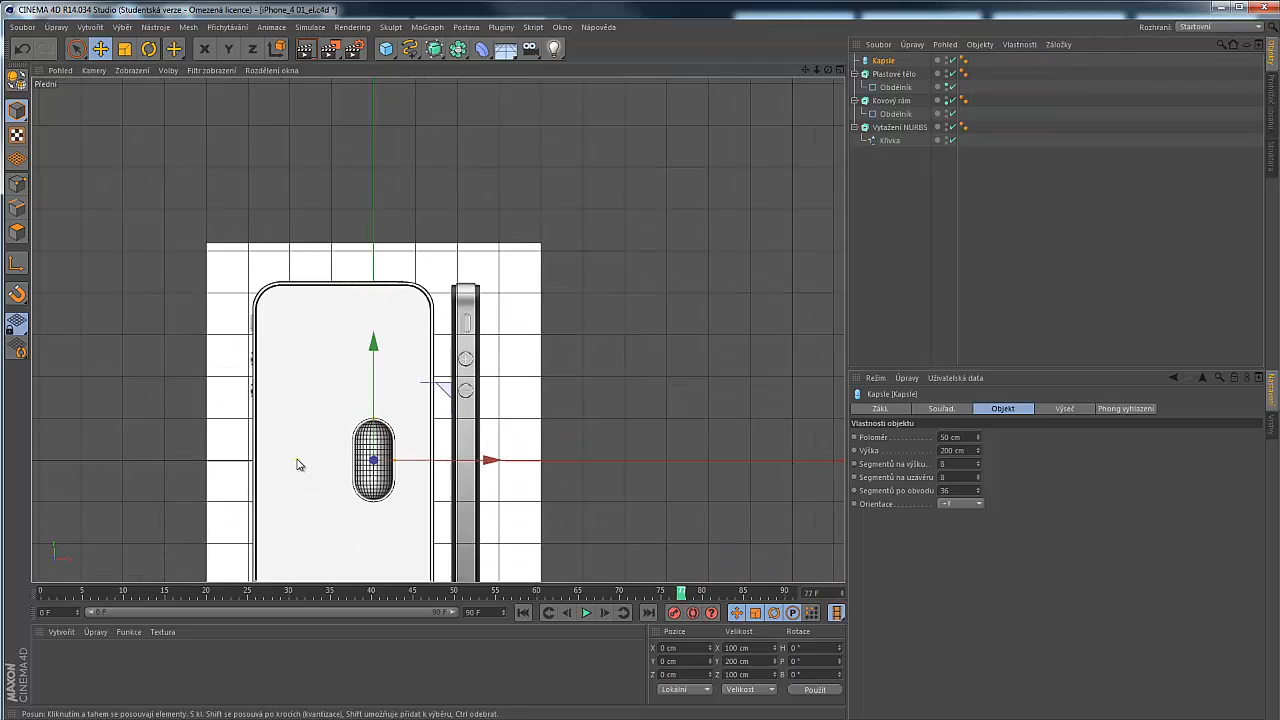 CINEMA 4D R14.034 Studio (Studentská verze - Omezená licence) - [iPhone_4 01_el.c4d *]
Soubor Úpravy Vytvořit Výběr Nástroje Mesh Přichytávání Animace Simulace Rendering Skulpt MoGraph Postava Pluginy Skript Okno Nápověda Rozhraní: Startovní
X Y Z
Soubor Úpravy Pohled Objekty Vlastnosti Záložky
Pohled Kamery Zobrazení Volby Filtr zobrazení Rozdělení okna
Přední
Kapsle
Plastové tělo
Obdélník
Kovový rám
Obdélník
Vytažení NURBS
Křivka
Objekty
Struktura
Režim Úpravy Uživatelská data
Kapsle [Kapsle]
Zákl. Souřad. Objekt Výseč Phong vyhlazení
Vlastnosti objektu
Poloměr 50 cm
Výška 200 cm
Segmentů na výšku 8
Segmentů na uzávěru 8
Segmentů po obvodu 36
Orientace +Y
Nastavení
Vrstvy
Y
0 5 10 15 20 25 30 35 40 45 50 55 60 65 70 75 77 80 85 90 77 F
0 F 0 F 90 F 90 F
Vytvořit Úpravy Funkce Textura
Pozice Velikost Rotace
X 0 cm X 100 cm H 0 °
Y 0 cm Y 200 cm P 0 °
Z 0 cm Z 100 cm B 0 °
Lokální Velikost Použít
MAXON CINEMA 4D
Posun: Kliknutím a tahem se posouvají elementy. S kl. Shift se posouvá po krocích (kvantizace), Shift umožňuje přidat k výběru, Ctrl odebrat.